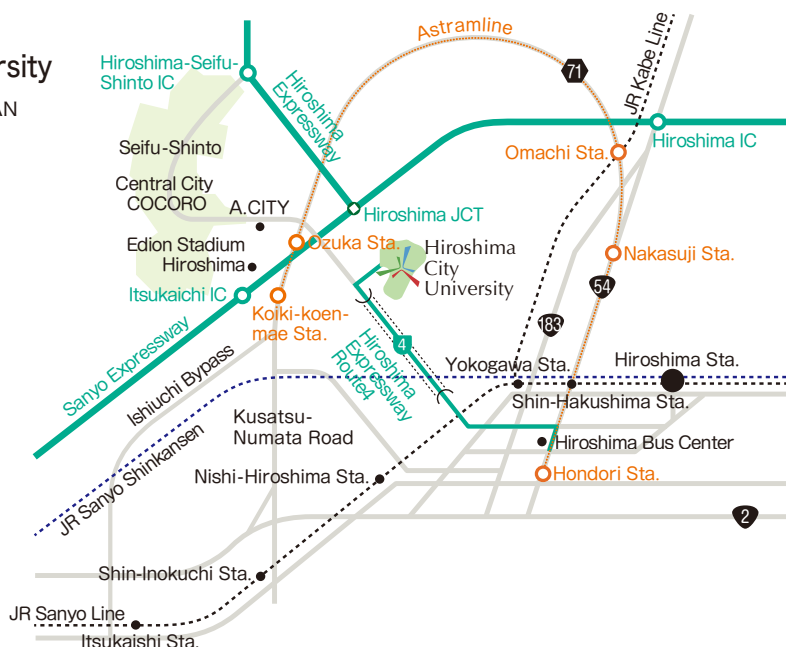 rsity
AN
Astramline
71
JR Kabe Line
Hiroshima-Seifu-
Shinto IC
Hiroshima
Expressway
Hiroshima IC
Omachi Sta.
Seifu-Shinto
Central City
COCORO
A.CITY
Hiroshima JCT
Edion Stadium
Hiroshima
Ozuka Sta.
Hiroshima
City
University
Nakasuji Sta.
54
Itsukaichi IC
Koiki-koen-
mae Sta.
183
4
Hiroshima
Expressway
Route4
Sanyo Expressway
Ishiuchi Bypass
Yokogawa Sta.
Hiroshima Sta.
Shin-Hakushima Sta.
Kusatsu-
Numata Road
Hiroshima Bus Center
JR Sanyo Shinkansen
Nishi-Hiroshima Sta.
Hondori Sta.
2
Shin-Inokuchi Sta.
JR Sanyo Line
Itsukaishi Sta.